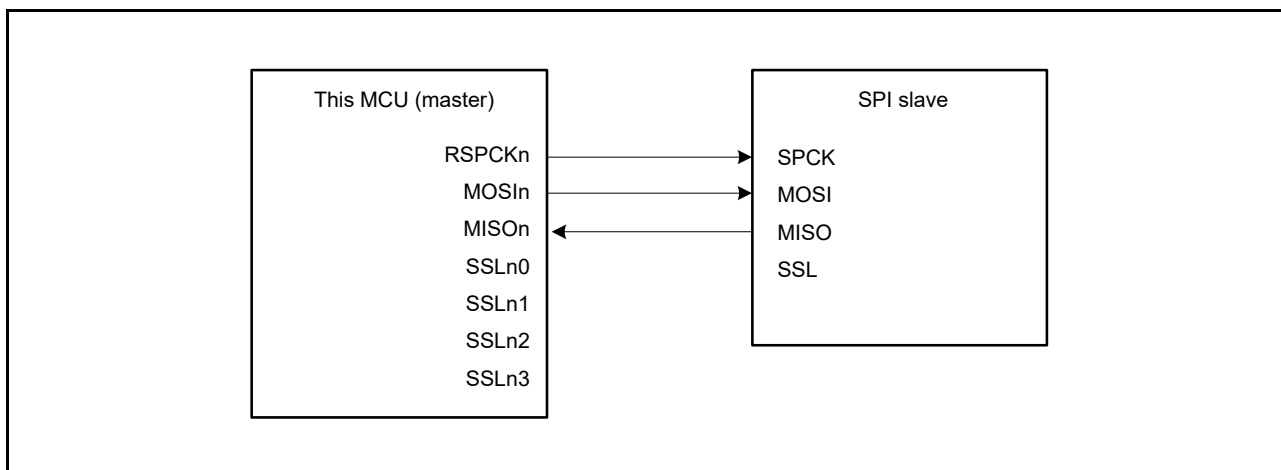 This MCU (master)
RSPCKn
MOSIn
MISOn
SSLn0
SSLn1
SSLn2
SSLn3
SPI slave
SPCK
MOSI
MISO
SSL